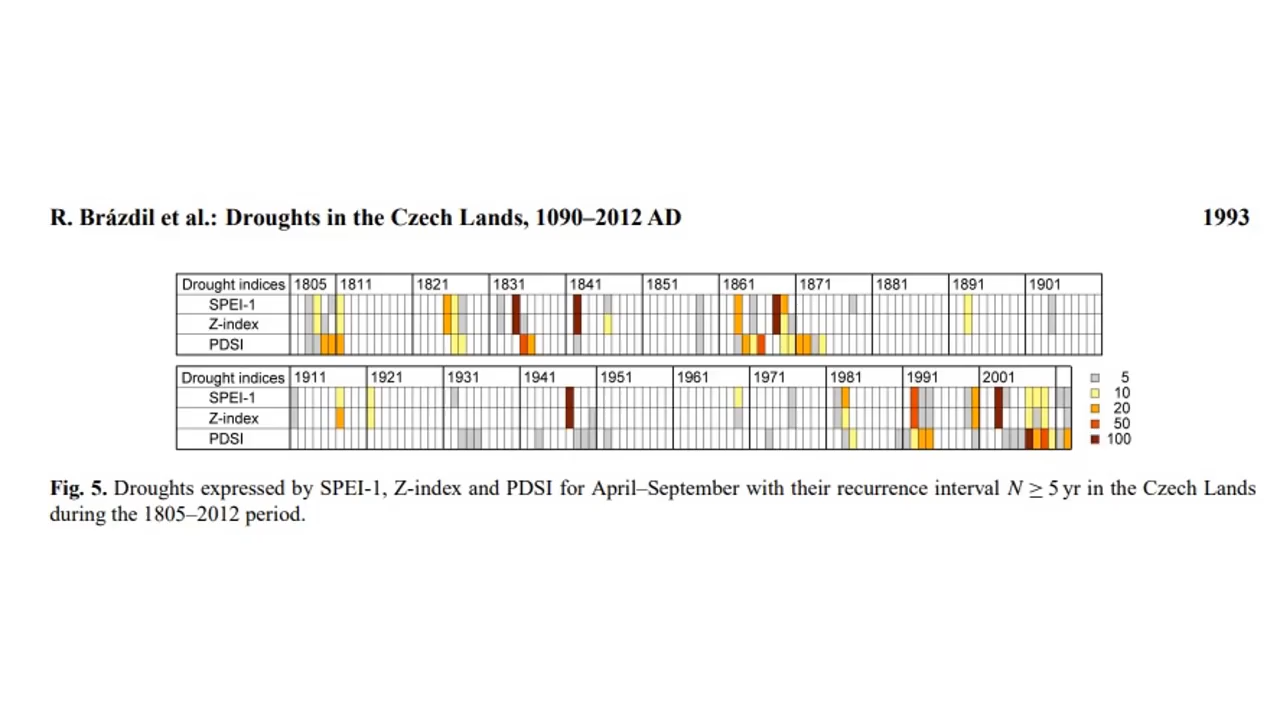 R. Brázdil et al.: Droughts in the Czech Lands, 1090–2012 AD 1993
Drought indices 1805 1811 1821 1831 1841 1851 1861 1871 1881 1891 1901
SPEI-1
Z-index
PDSI
Drought indices 1911 1921 1931 1941 1951 1961 1971 1981 1991 2001 5
SPEI-1 10
20
Z-index 50
PDSI 100
Fig. 5. Droughts expressed by SPEI-1, Z-index and PDSI for April–September with their recurrence interval N ≥ 5 yr in the Czech Lands
during the 1805–2012 period.